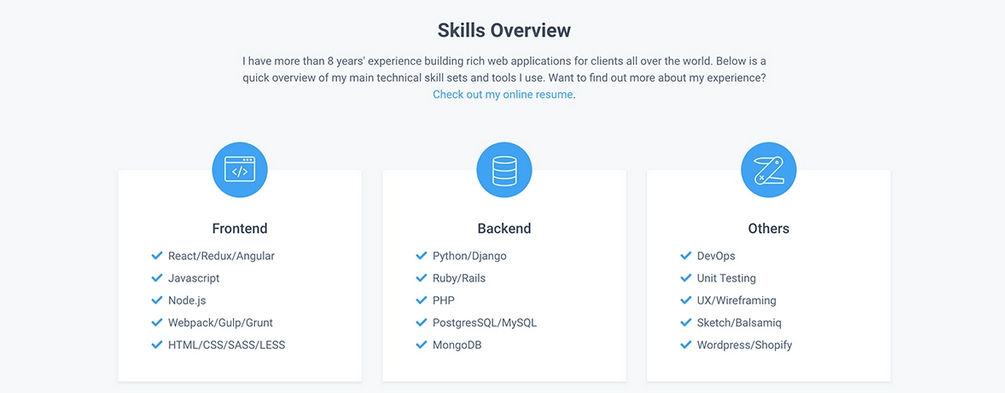 Skills Overview
I have more than 8 years' experience building rich web applications for clients all over the world. Below is a
quick overview of my main technical skill sets and tools I use. Want to find out more about my experience?
Check out my online resume.
</>
Frontend
React/Redux/Angular
Javascript
Node.js
Webpack/Gulp/Grunt
HTML/CSS/SASS/LESS
Backend
Python/Django
Ruby/Rails
PHP
PostgresSQL/MySQL
MongoDB
Others
DevOps
Unit Testing
UX/Wireframing
Sketch/Balsamiq
Wordpress/Shopify